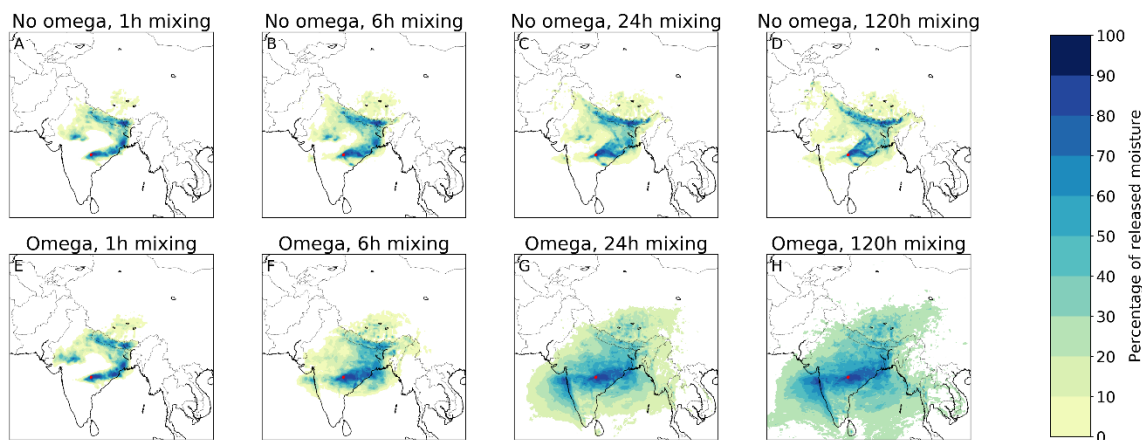 No omega, 1h mixing
No omega, 6h mixing
No omega, 24h mixing
No omega, 120h mixing
A
B
C
D
Omega, 1h mixing
Omega, 6h mixing
Omega, 24h mixing
Omega, 120h mixing
E
F
G
H
100
90
80
70
60
50
40
30
20
10
0
Percentage of released moisture